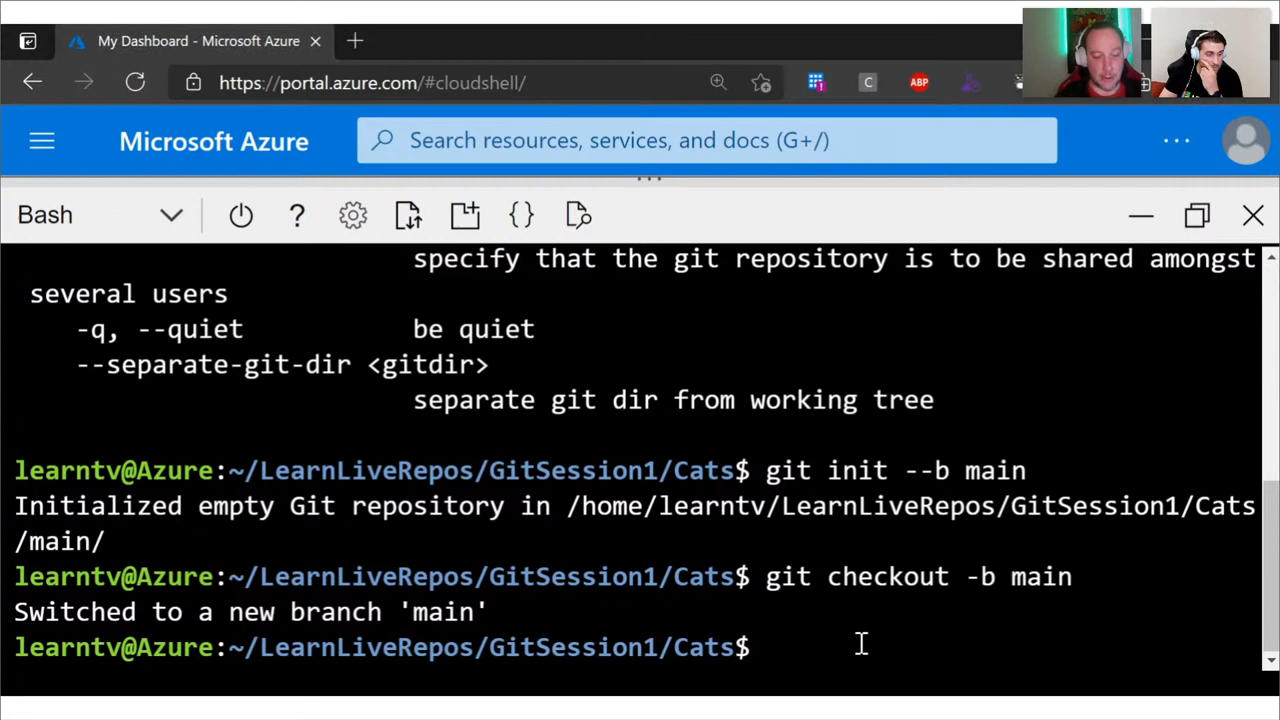 My Dashboard - Microsoft Azure
https://portal.azure.com/#cloudshell/
C
ABP
Microsoft Azure
Search resources, services, and docs (G+/)
Bash
specify that the git repository is to be shared amongst
several users
-q, --quiet be quiet
--separate-git-dir <gitdir>
separate git dir from working tree
learntv@Azure:~/LearnLiveRepos/GitSession1/Cats$ git init --b main
Initialized empty Git repository in /home/learntv/LearnLiveRepos/GitSession1/Cats
/main/
learntv@Azure:~/LearnLiveRepos/GitSession1/Cats$ git checkout -b main
Switched to a new branch 'main'
learntv@Azure:~/LearnLiveRepos/GitSession1/Cats$